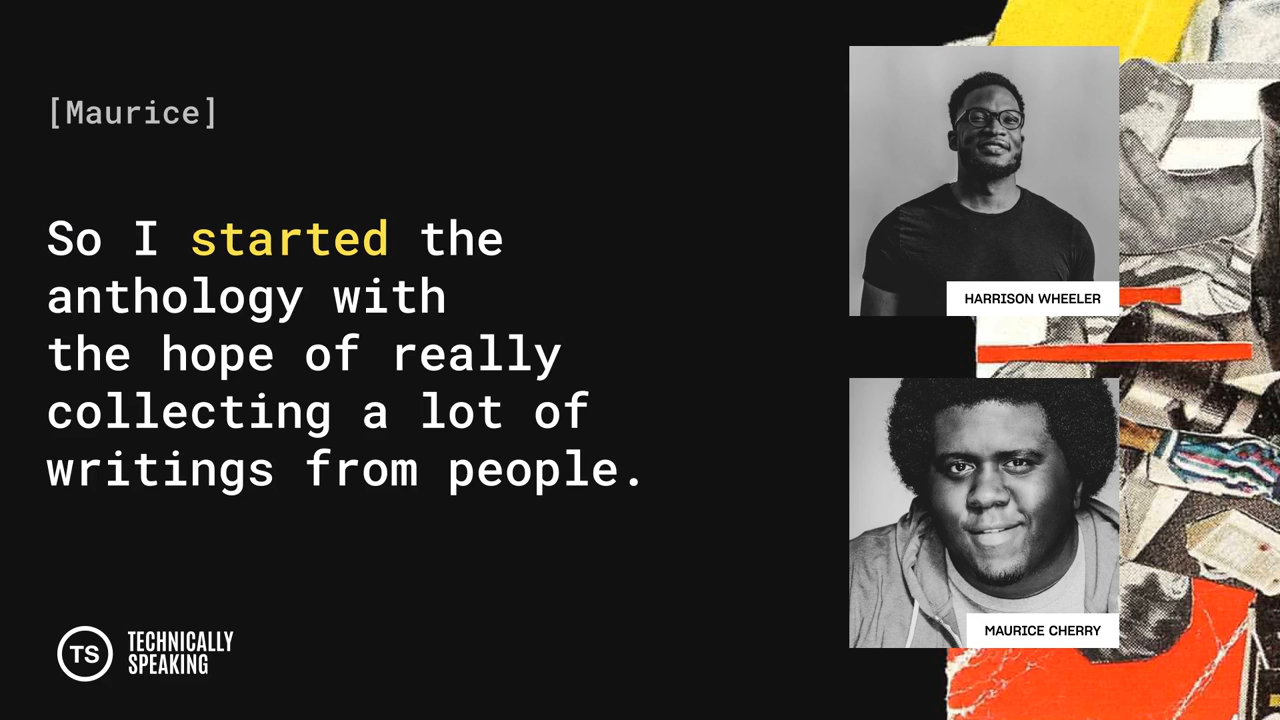 [Maurice]
So I started the
anthology with
the hope of really
collecting a lot of
writings from people.
HARRISON WHEELER
MAURICE CHERRY
TS
TECHNICALLY
SPEAKING